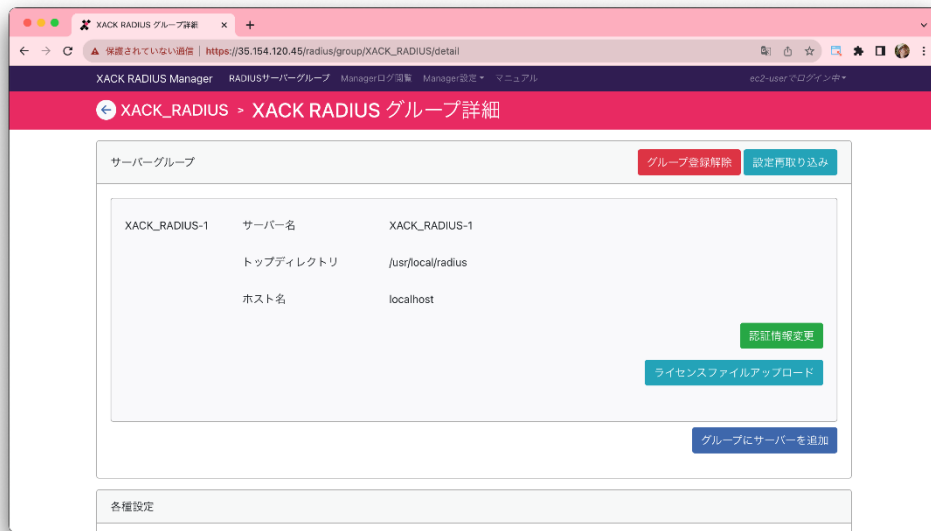 XACK RADIUS グループ詳細
保護されていない通信 | https://35.154.120.45/radius/group/XACK_RADIUS/detail
XACK RADIUS Manager RADIUSサーバーグループ Managerログ閲覧 Manager設定 マニュアル ec2-userでログイン中
XACK_RADIUS > XACK RADIUS グループ詳細
サーバーグループ グループ登録解除 設定再取り込み
XACK_RADIUS-1 サーバー名 XACK_RADIUS-1
トップディレクトリ /usr/local/radius
ホスト名 localhost
認証情報変更
ライセンスファイルアップロード
グループにサーバーを追加
各種設定